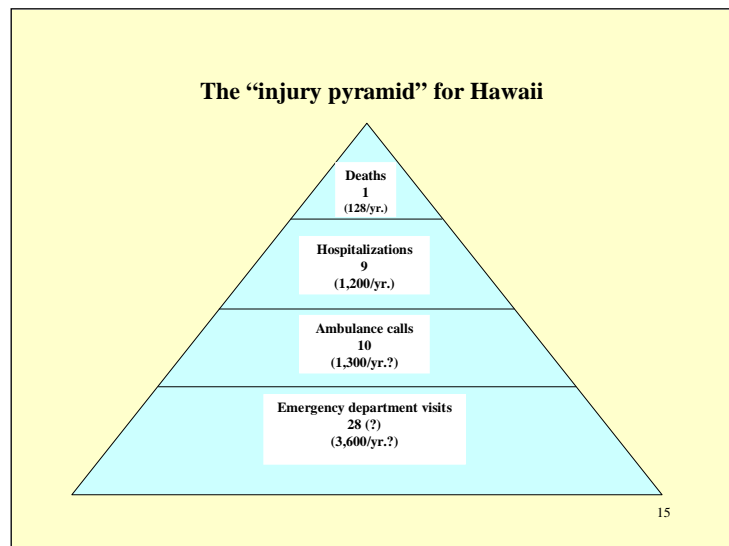 The “injury pyramid” for Hawaii
Deaths
1
(128/yr.)
Hospitalizations
9
(1,200/yr.)
Ambulance calls
10
(1,300/yr.?)
Emergency department visits
28 (?)
(3,600/yr.?)
15